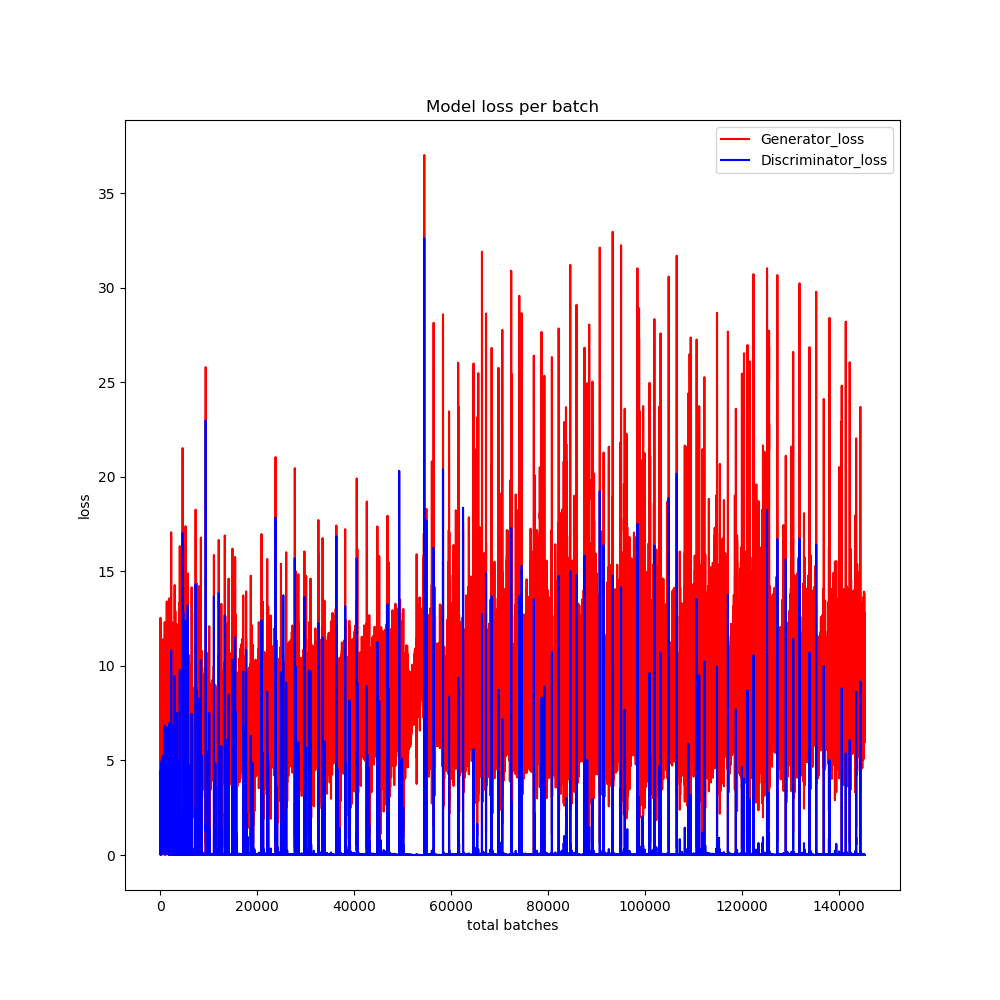 Model loss per batch
Generator_loss
Discriminator_loss
35
30
25
20
15
10
5
0
loss
0 20000 40000 60000 80000 100000 120000 140000
total batches